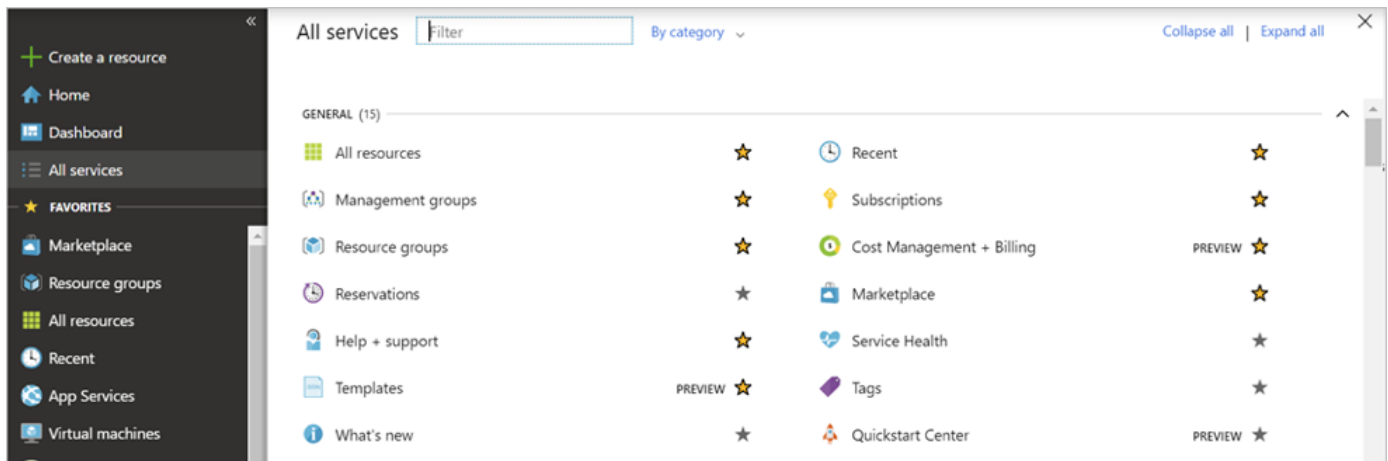 «
Create a resource
Home
Dashboard
All services
FAVORITES
Marketplace
Resource groups
All resources
Recent
App Services
Virtual machines
All services Filter By category Collapse all | Expand all
GENERAL (15)
All resources Recent
Management groups Subscriptions
Resource groups Cost Management + Billing PREVIEW
Reservations Marketplace
Help + support Service Health
Templates PREVIEW Tags
What's new Quickstart Center PREVIEW